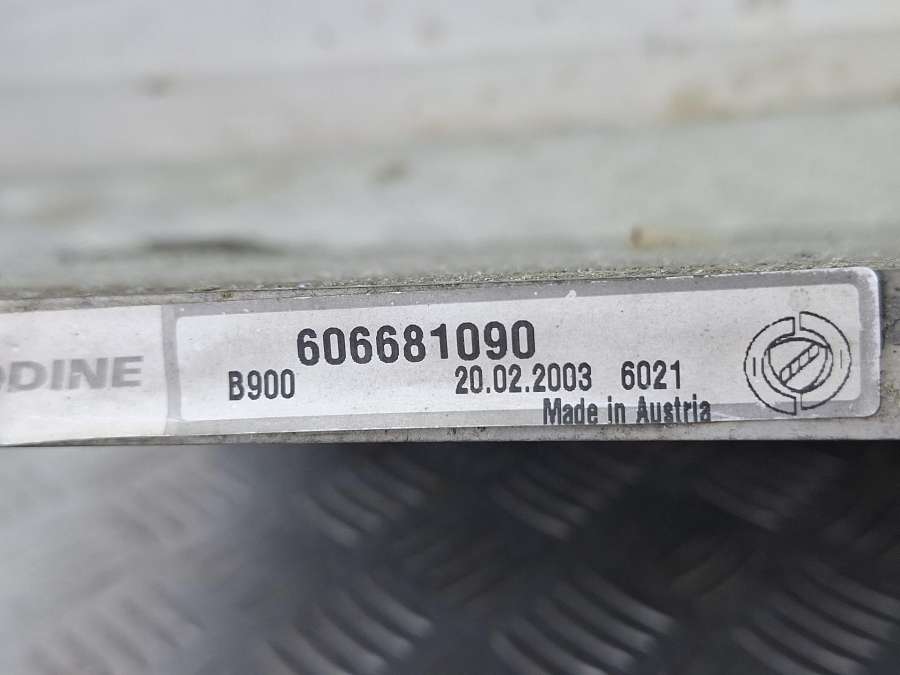 ODINE
606681090
B900 20.02.2003 6021
Made in Austria